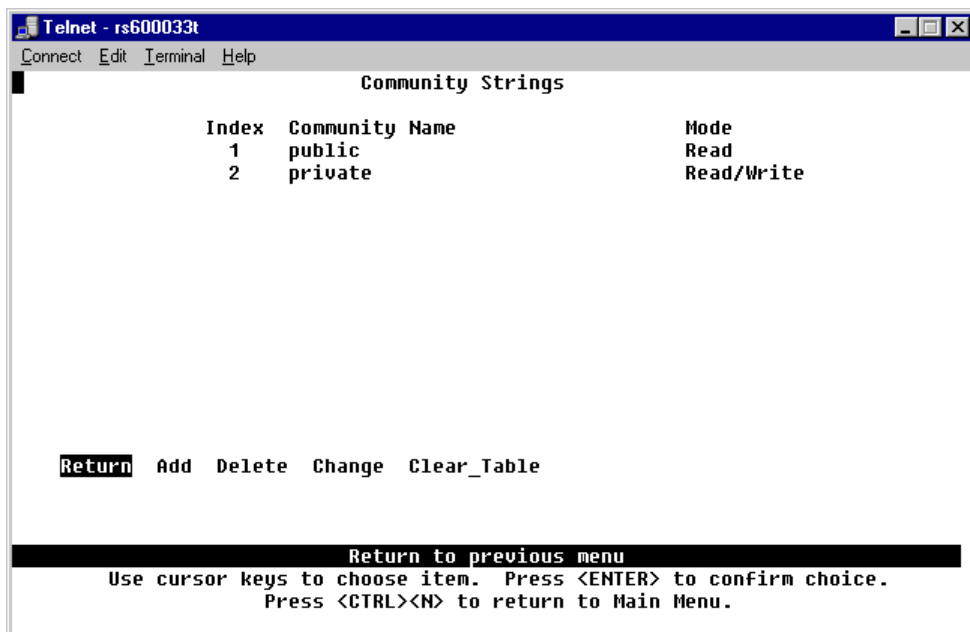 Telnet - rs600033t
Connect Edit Terminal Help
Community Strings
Index Community Name Mode
1 public Read
2 private Read/Write
Return Add Delete Change Clear_Table
Return to previous menu
Use cursor keys to choose item. Press <ENTER> to confirm choice.
Press <CTRL><N> to return to Main Menu.